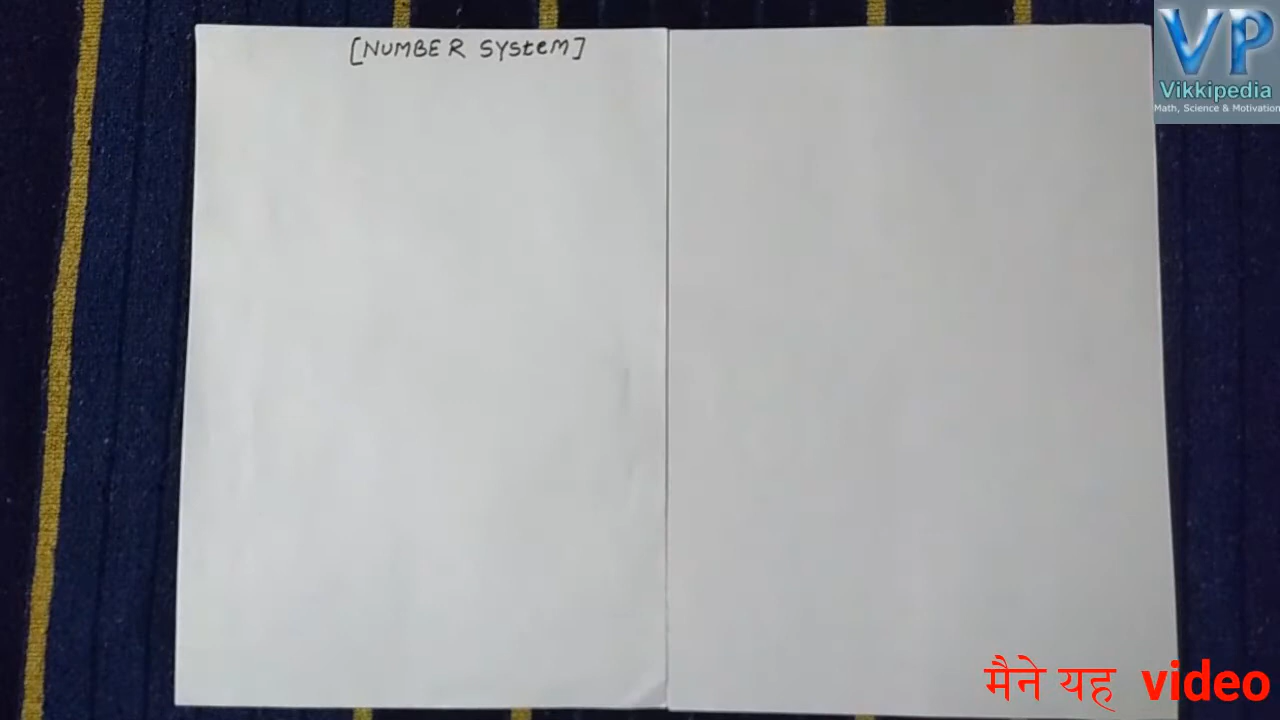 [NUMBER SYSteM]
VP
Vikkipedia
Math, Science & Motivation
मैने यह video